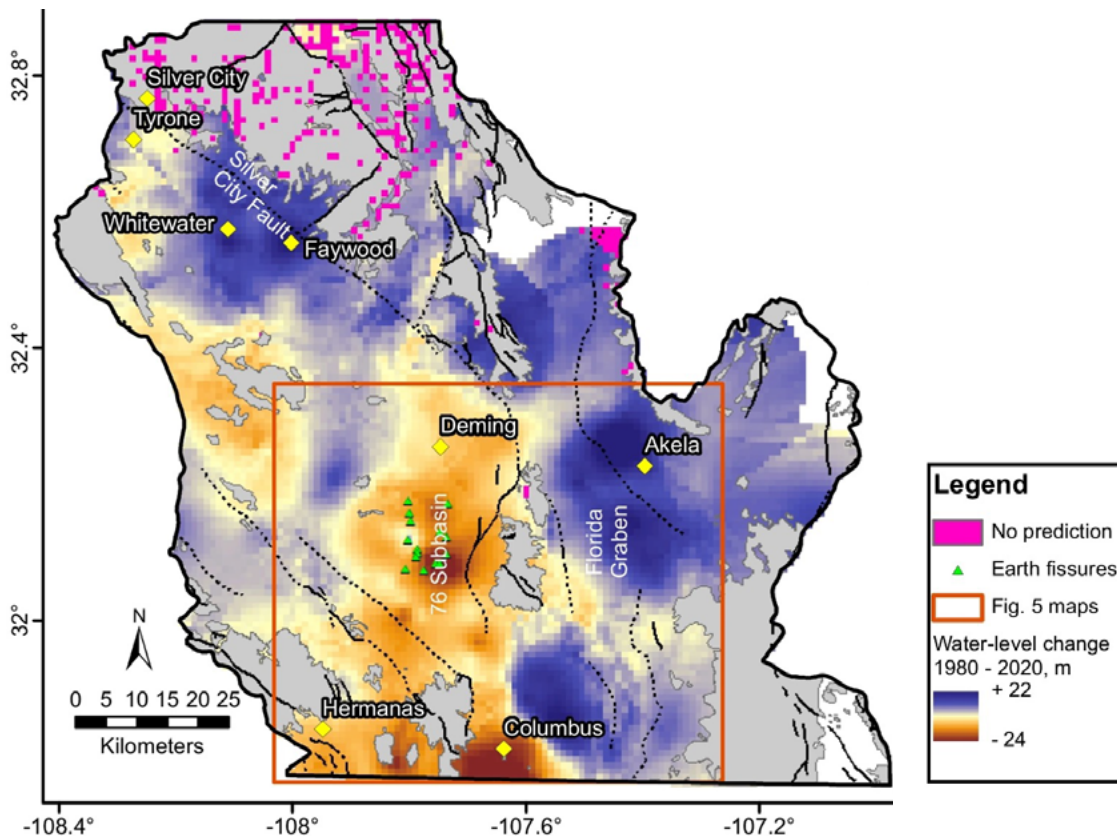 32.8°
32.4°
32°
Silver City
Tyrone
Silver
City Fault
Whitewater
Faywood
Deming
Akela
76 Subbasin
Florida
Graben
Hermanas
Columbus
N
0 5 10 15 20 25
Kilometers
-108.4°
-108°
-107.6°
-107.2°
Legend
No prediction
Earth fissures
Fig. 5 maps
Water-level change
1980 - 2020, m
+ 22
- 24